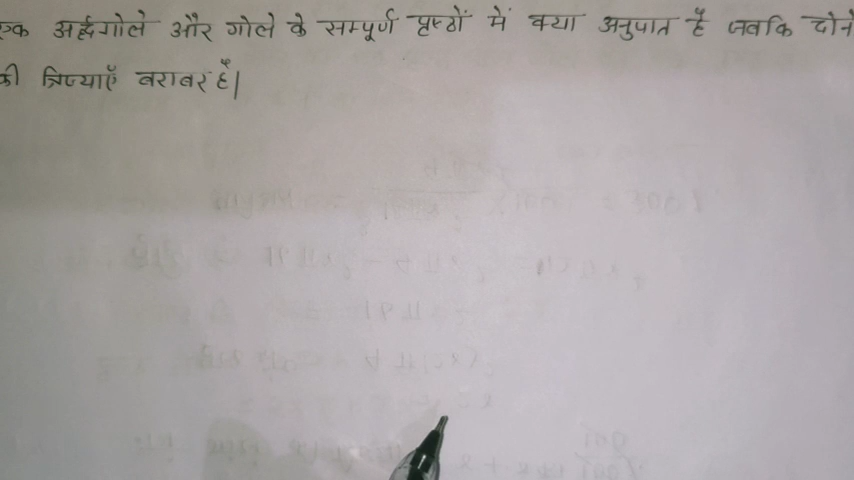 एक अर्द्धगोले और गोले के सम्पूर्ण पृष्ठों में क्या अनुपात है जबकि दोनो
की त्रिज्याएँ बराबर है।